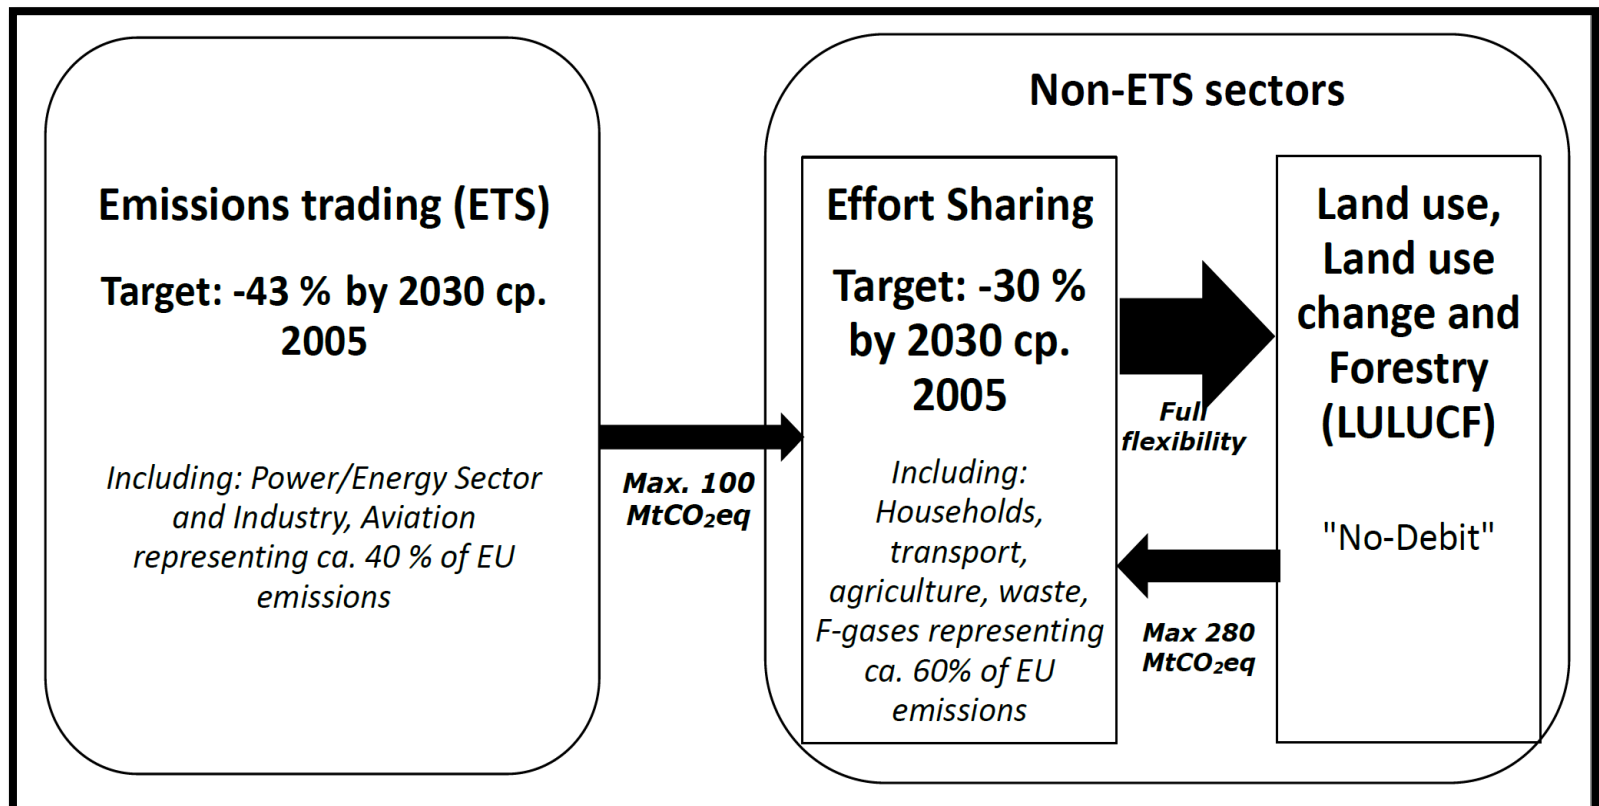 Emissions trading (ETS)
Target: -43 % by 2030 cp.
2005
Including: Power/Energy Sector
and Industry, Aviation
representing ca. 40 % of EU
emissions
Max. 100
MtCO₂eq
Non-ETS sectors
Effort Sharing
Target: -30 %
by 2030 cp.
2005
Including:
Households,
transport,
agriculture, waste,
F-gases representing
ca. 60% of EU
emissions
Full
flexibility
Max 280
MtCO₂eq
Land use,
Land use
change and
Forestry
(LULUCF)
"No-Debit"